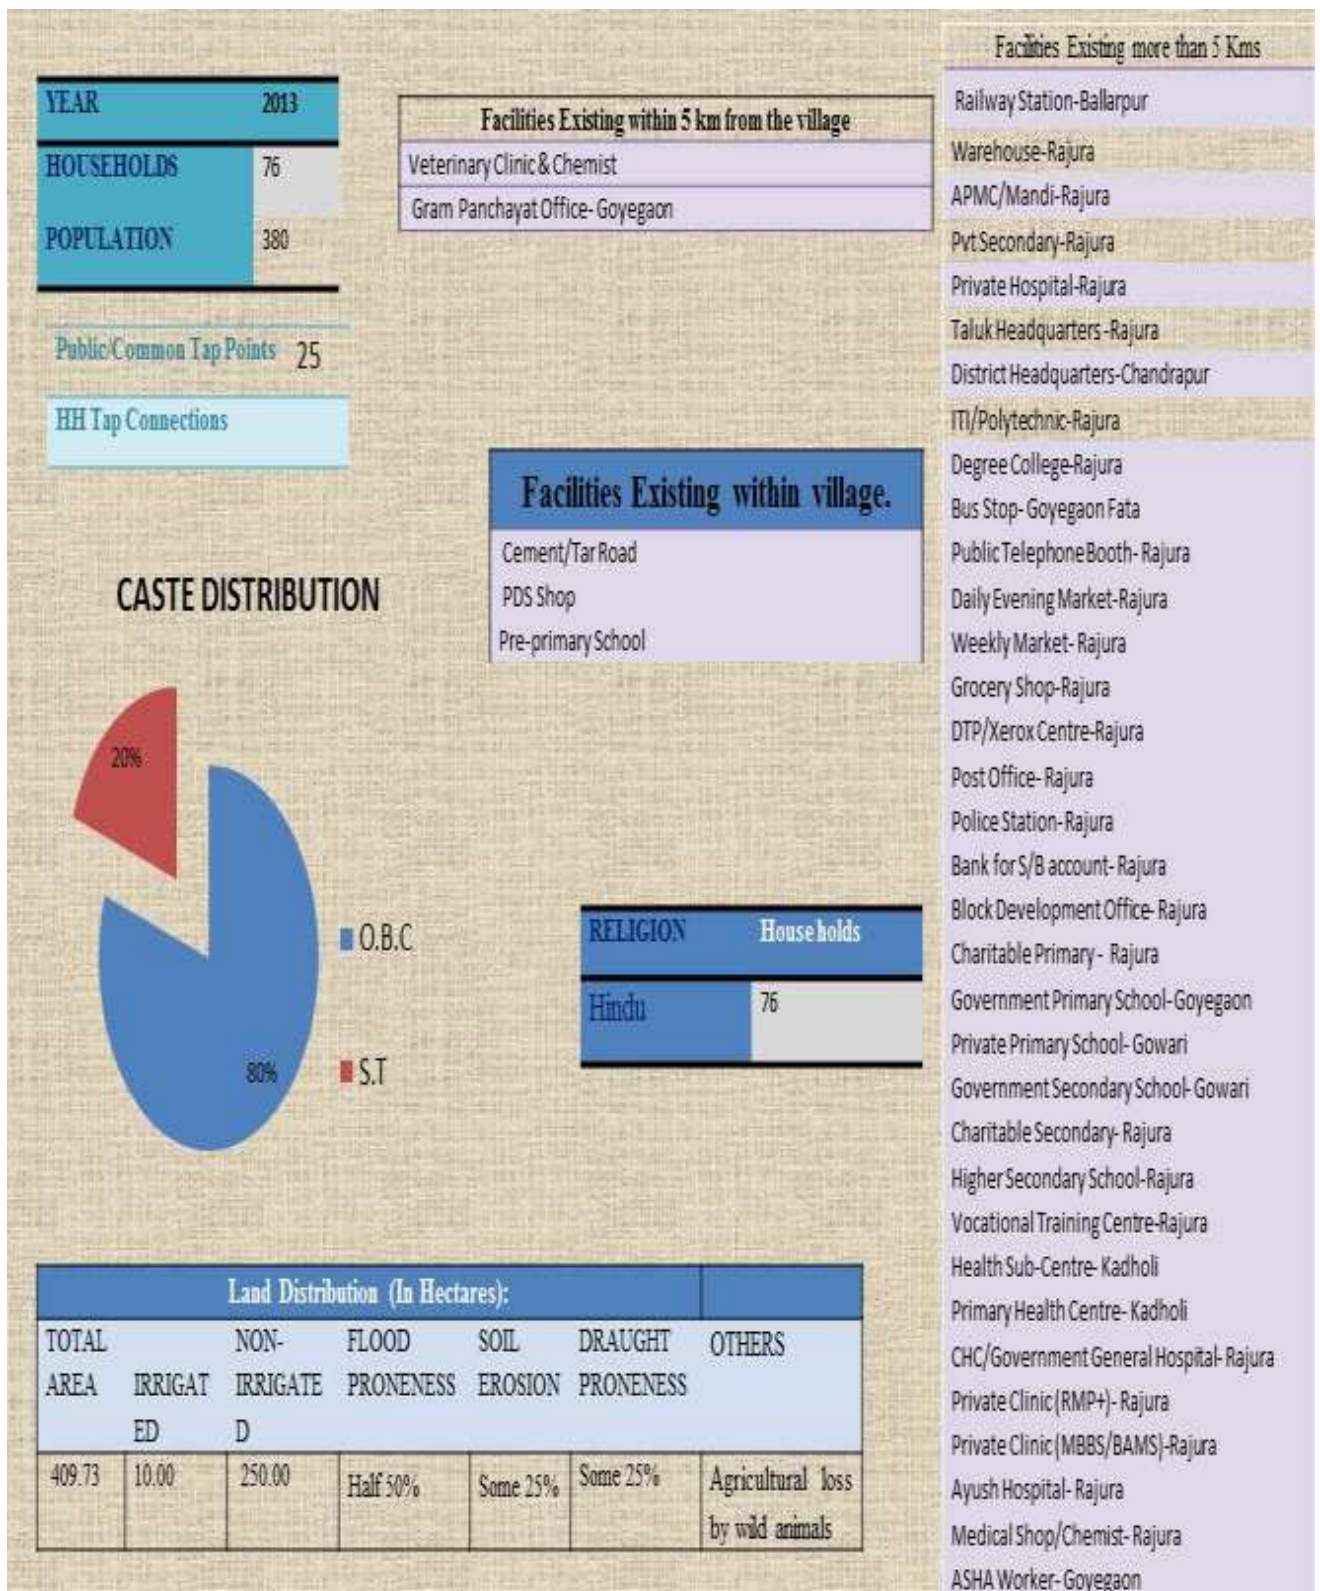 YEAR 2013
HOUSEHOLDS 76
POPULATION 380
Public/Common Tap Points 25
HH Tap Connections
Facilities Existing within 5 km from the village
Veterinary Clinic & Chemist
Gram Panchayat Office- Goyegaon
Facilities Existing within village.
Cement/Tar Road
PDS Shop
Pre-primary School
CASTE DISTRIBUTION
20%
80%
O.B.C
S.T
RELIGION Households
Hindu 76
Land Distribution (In Hectares):
TOTAL AREA
IRRIGATED
NON-IRRIGATED
FLOOD PRONENESS
SOIL EROSION
DRAUGHT PRONENESS
OTHERS
409.73 10.00 250.00 Half 50% Some 25% Some 25% Agricultural loss
by wild animals
Facilities Existing more than 5 Kms
Railway Station-Ballarpur
Warehouse-Rajura
APMC/Mandi-Rajura
Pvt Secondary-Rajura
Private Hospital-Rajura
Taluk Headquarters -Rajura
District Headquarters-Chandrapur
ITI/Polytechnic-Rajura
Degree College-Rajura
Bus Stop- Goyegaon Fata
Public Telephone Booth- Rajura
Daily Evening Market-Rajura
Weekly Market- Rajura
Grocery Shop-Rajura
DTP/Xerox Centre-Rajura
Post Office- Rajura
Police Station- Rajura
Bank for S/B account- Rajura
Block Development Office- Rajura
Charitable Primary - Rajura
Government Primary School- Goyegaon
Private Primary School- Gowari
Government Secondary School- Gowari
Charitable Secondary- Rajura
Higher Secondary School-Rajura
Vocational Training Centre-Rajura
Health Sub-Centre- Kadholi
Primary Health Centre- Kadholi
CHC/Government General Hospital- Rajura
Private Clinic (RMP+)- Rajura
Private Clinic (MBBS/BAMS)-Rajura
Ayush Hospital- Rajura
Medical Shop/Chemist- Rajura
ASHA Worker- Goyegaon